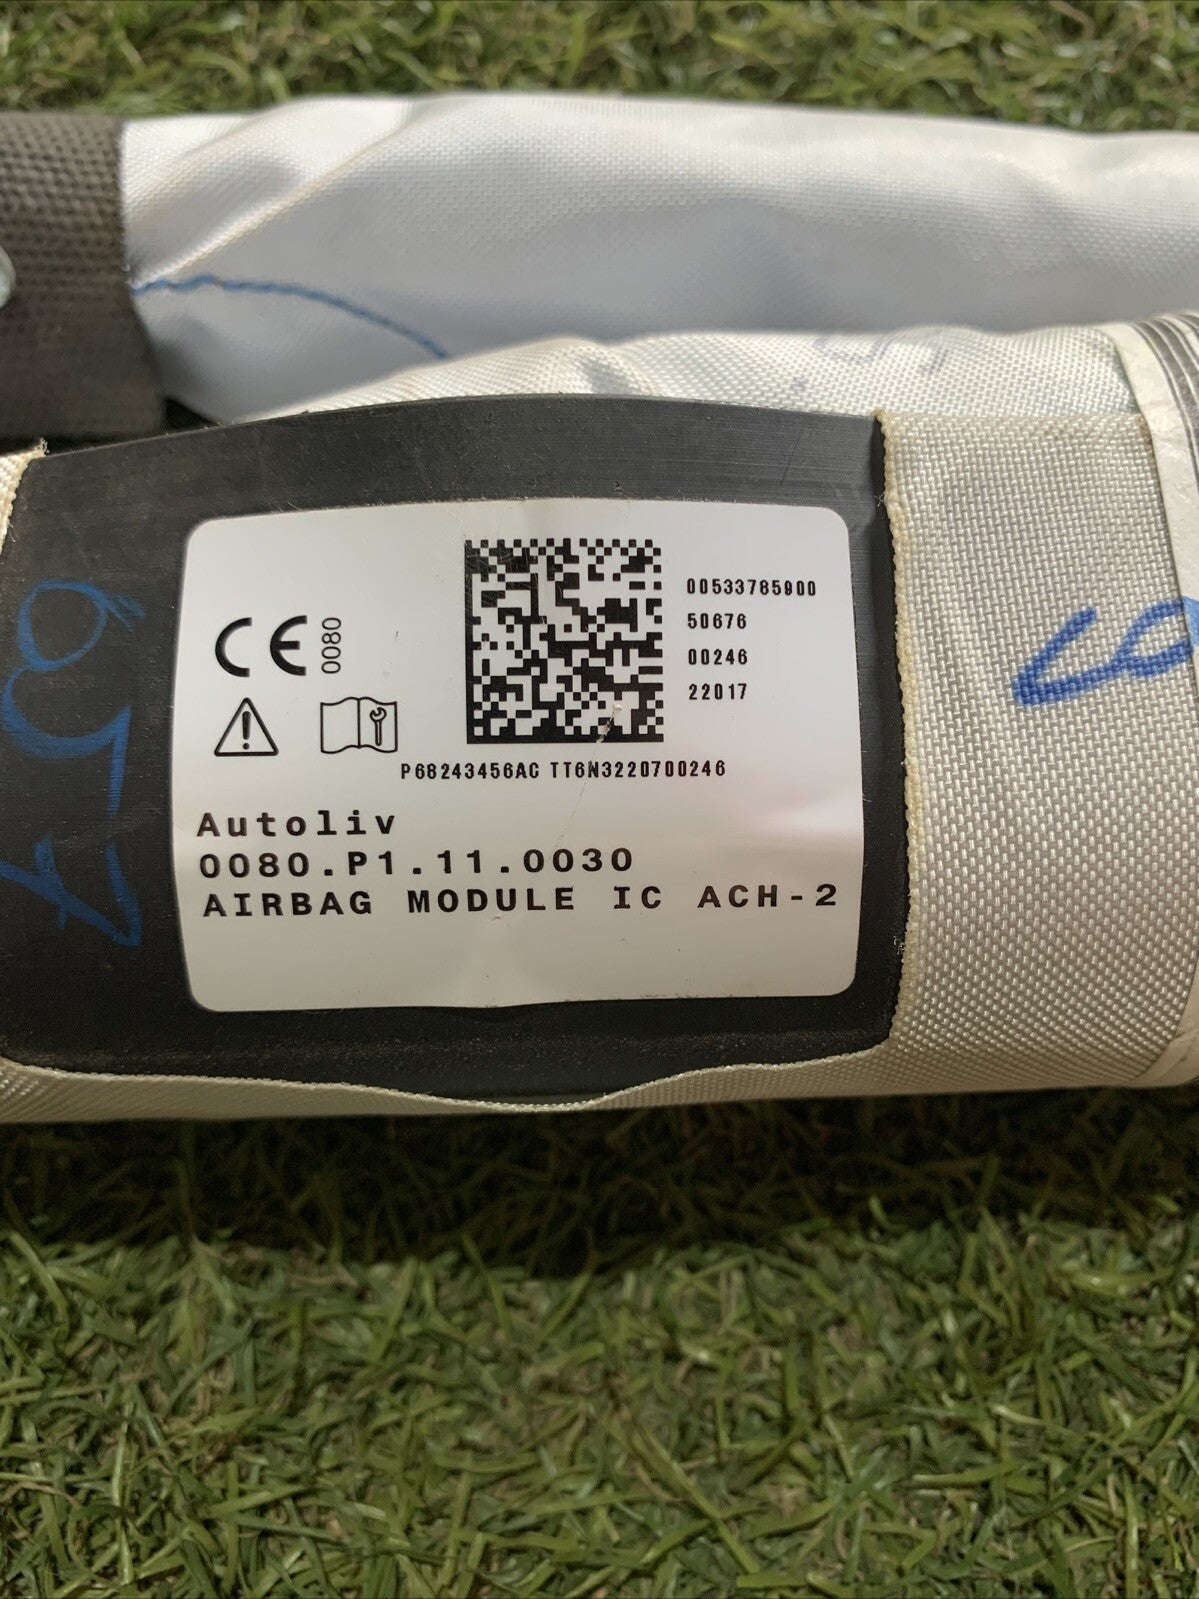 00533785900
50676
00246
22017
CE 0080
P68243456AC TT6N3220700246
Autoliv
0080.P1.11.0030
AIRBAG MODULE IC ACH-2